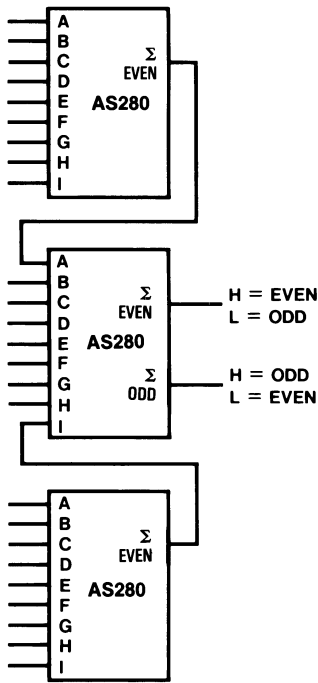 A
B
C
D
E
F
G
H
I
Σ
EVEN
AS280
A
B
C
D
E
F
G
H
I
Σ
EVEN
AS280
Σ
ODD
H = EVEN
L = ODD
H = ODD
L = EVEN
A
B
C
D
E
F
G
H
I
Σ
EVEN
AS280